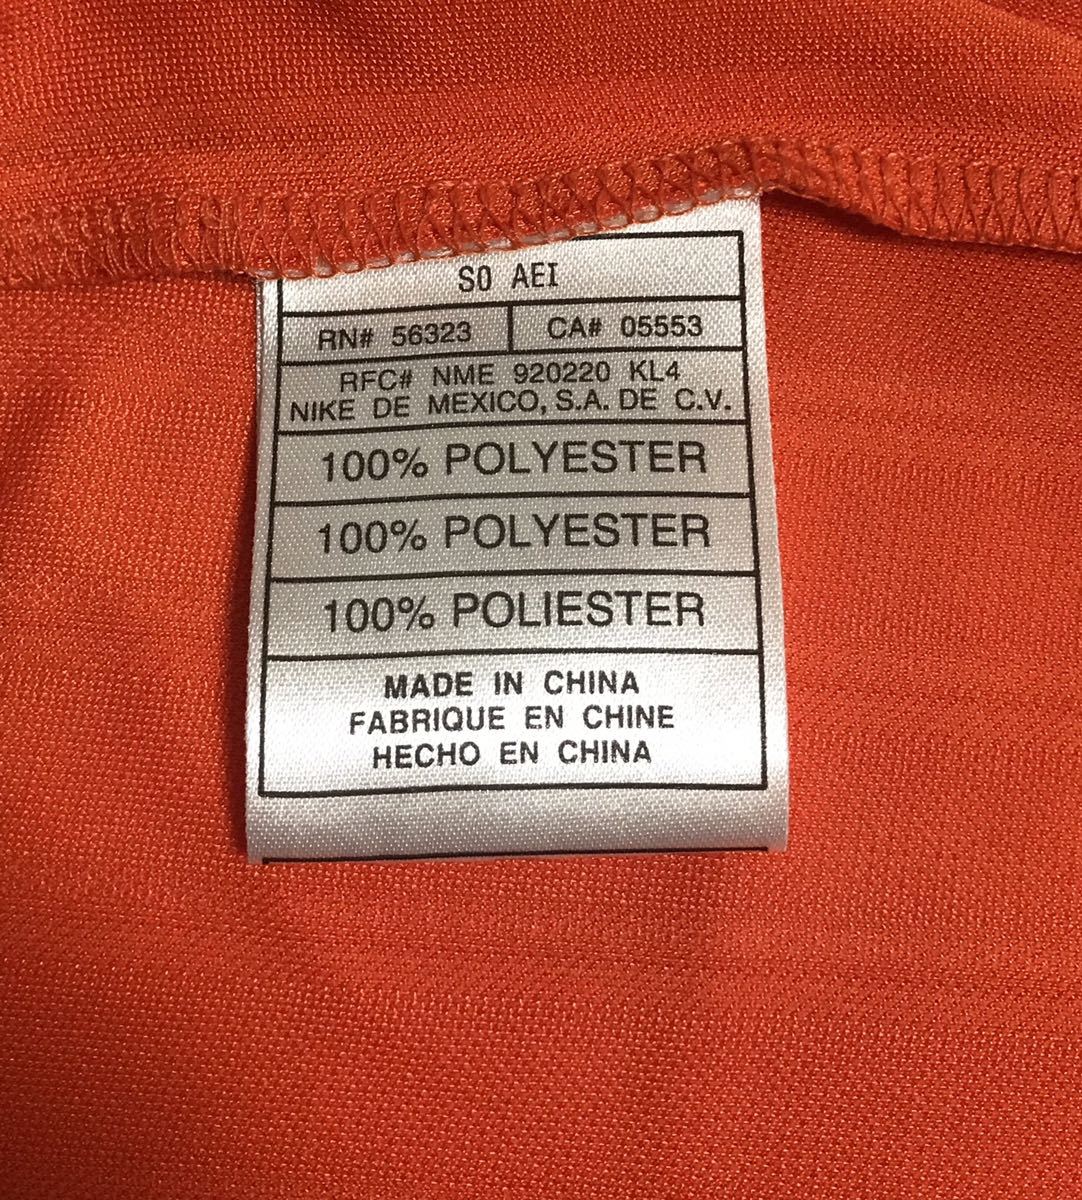 SO AEI
RN# 56323 CA# 05553
RFC# NME 920220 KL4
NIKE DE MEXICO, S.A. DE C.V.
100% POLYESTER
100% POLYESTER
100% POLIESTER
MADE IN CHINA
FABRIQUE EN CHINE
HECHO EN CHINA